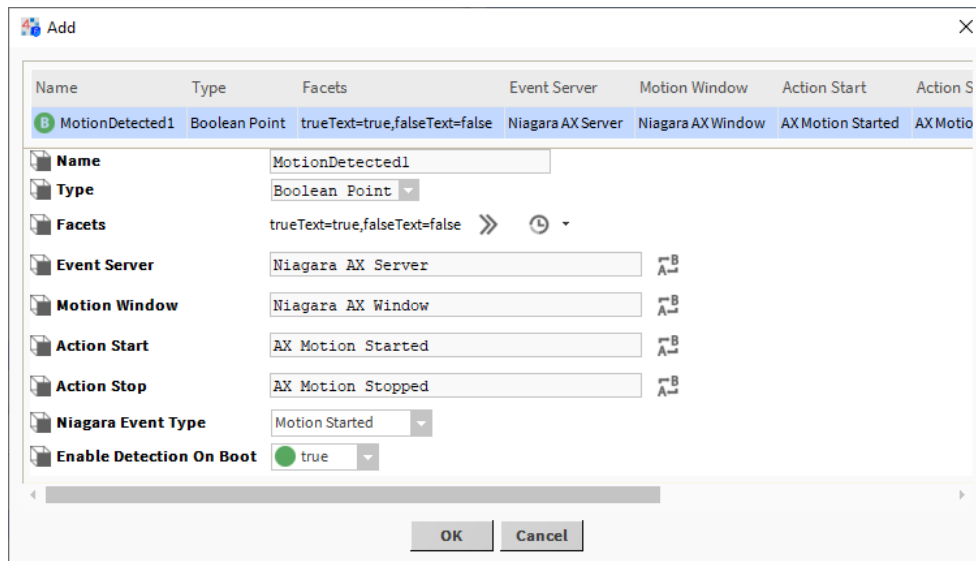 Add
Name Type Facets Event Server Motion Window Action Start Action S
B MotionDetected1 Boolean Point trueText=true,falseText=false Niagara AX Server Niagara AX Window AX Motion Started AX Motio
Name MotionDetected1
Type Boolean Point
Facets trueText=true,falseText=false
Event Server Niagara AX Server
Motion Window Niagara AX Window
Action Start AX Motion Started
Action Stop AX Motion Stopped
Niagara Event Type Motion Started
Enable Detection On Boot true
OK Cancel